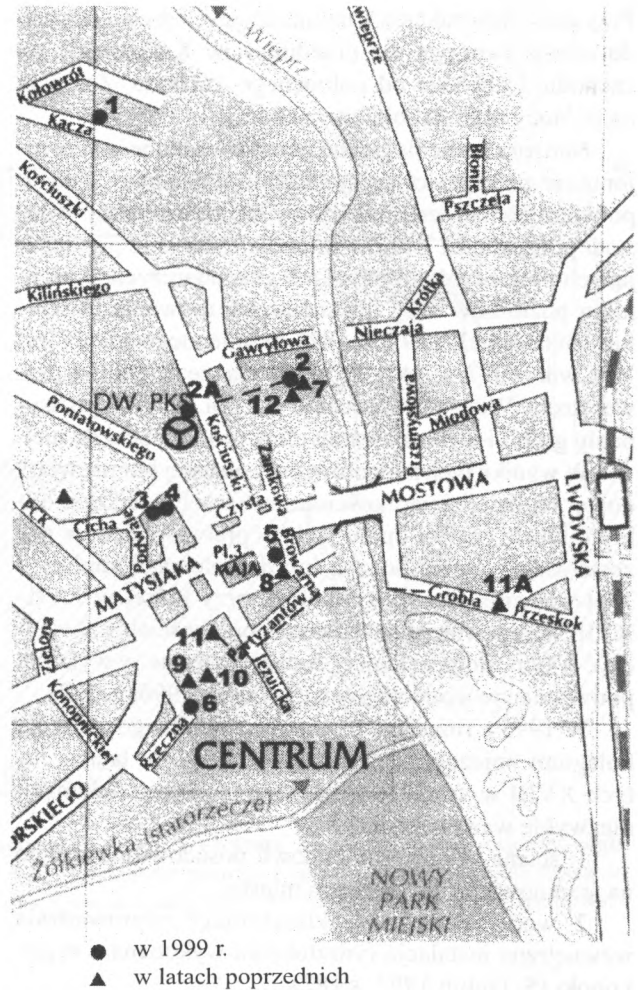 Wieprz
wieprze
Kołowrót
1
Kacza
Kościuszki
Błonie
Pszczela
Kilińskiego
Krótka
Nieczaja
Gawryłowa
2
2A
7
12
DW. PKS
Kościuszki
Poniatowskiego
Przemysłowa
Miodowa
Zamkowa
MOSTOWA
LWOWSKA
3
4
Czysta
Cicha
PCK
Podwale
Pl.3
MAJA
5
Browarna
8
MATYSIAKA
11A
Grobla
Przeskok
11
Jezuicka
9
10
Zielona
Konopnickiej
6
Rzeczna
CENTRUM
ORSKIEGO
Żółkiewka (starorzecze)
NOWY
PARK
MIEJSKI
● w 1999 r.
▲ w latach poprzednich